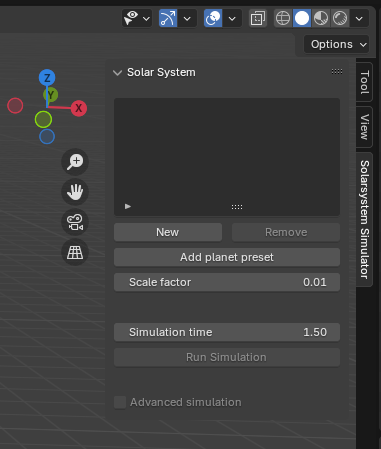 Options
Z
Y
X
Solar System
New
Remove
Add planet preset
Scale factor 0.01
Simulation time 1.50
Run Simulation
Advanced simulation
Tool
View
Solarsystem Simulator